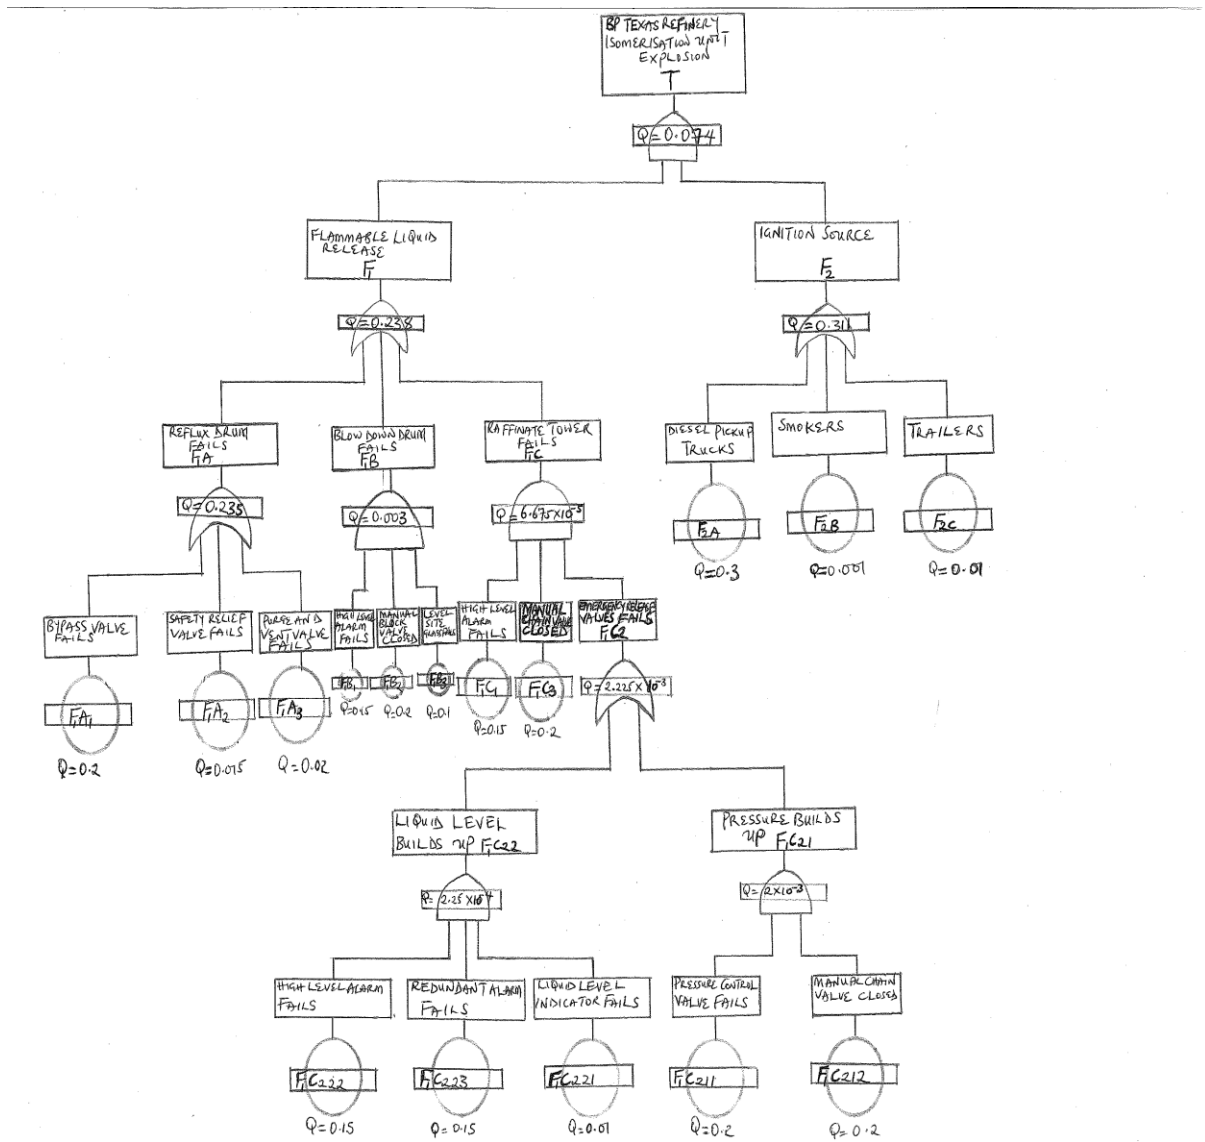 BP TEXAS REFINERY
ISOMERISATION UNIT
EXPLOSION
T
Q=0.074
FLAMMABLE LIQUID
RELEASE
F1
IGNITION SOURCE
F2
Q=0.238
Q=0.311
REFLUX DRUM
FAILS
F1A
BLOW DOWN DRUM
FAILS
F1B
RAFFINATE TOWER
FAILS
F1C
DIESEL PICKUP
TRUCKS
SMOKERS
TRAILERS
Q=0.235
Q=0.003
Q=6.675X10-5
F2A
F2B
F2C
Q=0.3
Q=0.001
Q=0.01
BYPASS VALVE
FAILS
SAFETY RELIEF
VALVE FAILS
PURGE AND
VENT VALVE
FAILS
HIGH LEVEL
ALARM
FAILS
MANUAL
BLOCK
VALVE
CLOSED
LEVEL
SITE
HIGH LEVEL
ALARM
FAILS
MANUAL
CHAIN VALVE
CLOSED
EMERGENCY RELEASE
VALVES FAILS
F1C2
F1A1
F1A2
F1A3
F1B1
F1B2
F1B3
F1C1
F1C3
Q=2.225X10-3
Q=0.2
Q=0.015
Q=0.02
Q=0.15
Q=0.2
Q=0.1
Q=0.15
Q=0.2
LIQUID LEVEL
BUILDS UP F1C22
PRESSURE BUILDS
UP F1C21
Q=2.25X10-4
Q=2X10-3
HIGH LEVEL ALARM
FAILS
REDUNDANT ALARM
FAILS
LIQUID LEVEL
INDICATOR FAILS
PRESSURE CONTROL
VALVE FAILS
MANUAL CHAIN
VALVE CLOSED
F1C222
F1C223
F1C221
F1C211
F1C212
Q=0.15
Q=0.15
Q=0.01
Q=0.2
Q=0.2